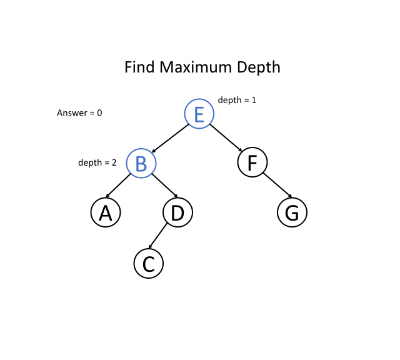 Find Maximum Depth
depth = 1
Answer = 0
E
depth = 2
B
F
A
D
G
C